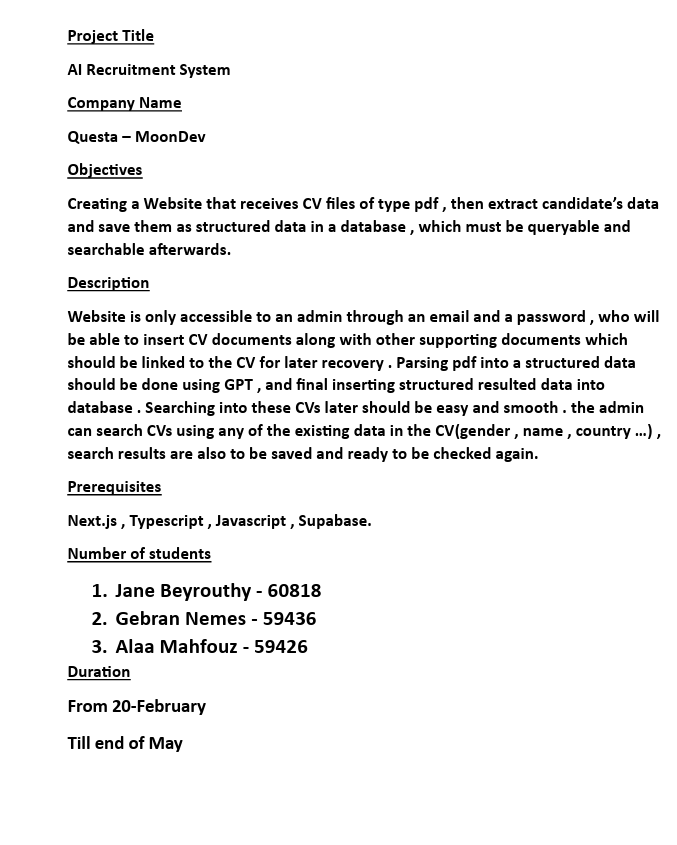 Project Title
AI Recruitment System
Company Name
Questa – MoonDev
Objectives
Creating a Website that receives CV files of type pdf , then extract candidate’s data
and save them as structured data in a database , which must be queryable and
searchable afterwards.
Description
Website is only accessible to an admin through an email and a password , who will
be able to insert CV documents along with other supporting documents which
should be linked to the CV for later recovery . Parsing pdf into a structured data
should be done using GPT , and final inserting structured resulted data into
database . Searching into these CVs later should be easy and smooth . the admin
can search CVs using any of the existing data in the CV(gender , name , country …) ,
search results are also to be saved and ready to be checked again.
Prerequisites
Next.js , Typescript , Javascript , Supabase.
Number of students
1. Jane Beyrouthy - 60818
2. Gebran Nemes - 59436
3. Alaa Mahfouz - 59426
Duration
From 20-February
Till end of May